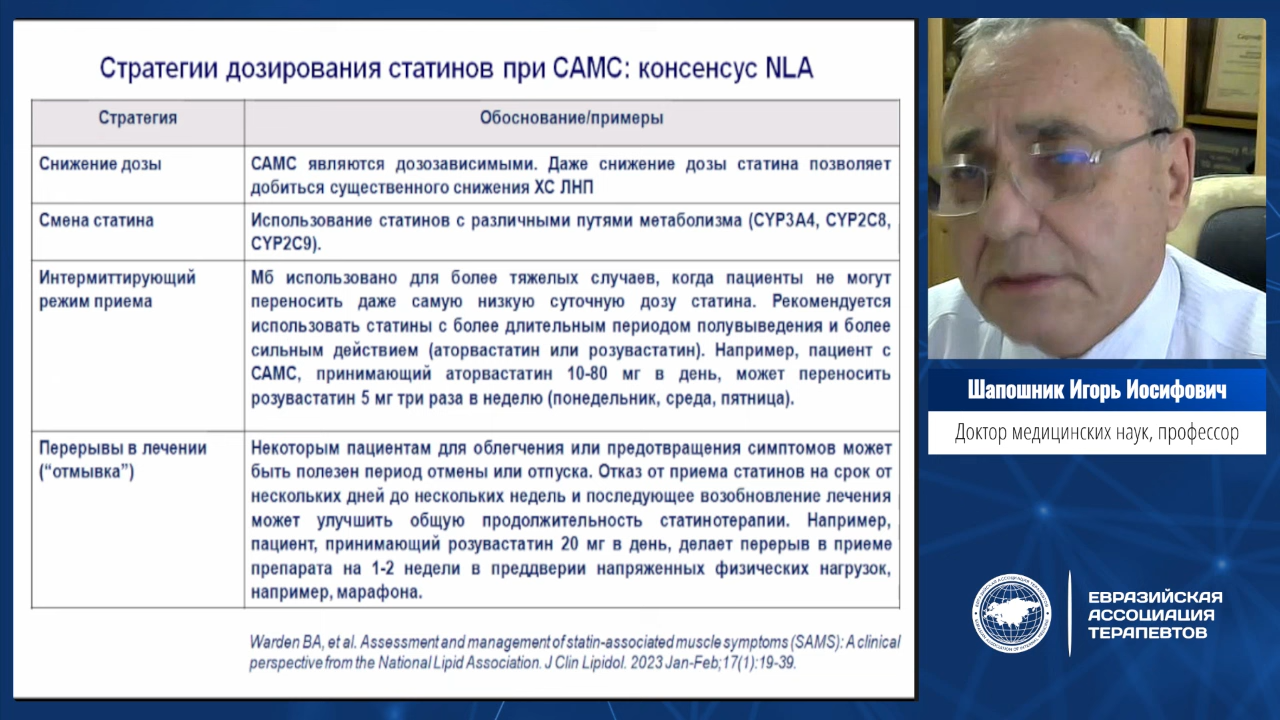 Стратегии дозирования статинов при САМС: консенсус NLA
Стратегия
Обоснование/примеры
Снижение дозы
САМС являются дозозависимыми. Даже снижение дозы статина позволяет
добиться существенного снижения ХС ЛНП
Смена статина
Использование статинов с различными путями метаболизма (CYP3A4, CYP2C8,
CYP2C9).
Интермиттирующий
режим приема
Мб использовано для более тяжелых случаев, когда пациенты не могут
переносить даже самую низкую суточную дозу статина. Рекомендуется
использовать статины с более длительным периодом полувыведения и более
сильным действием (аторвастатин или розувастатин). Например, пациент с
САМС, принимающий аторвастатин 10-80 мг в день, может переносить
розувастатин 5 мг три раза в неделю (понедельник, среда, пятница).
Перерывы в лечении
(“отмывка”)
Некоторым пациентам для облегчения или предотвращения симптомов может
быть полезен период отмены или отпуска. Отказ от приема статинов на срок от
нескольких дней до нескольких недель и последующее возобновление лечения
может улучшить общую продолжительность статинотерапии. Например,
пациент, принимающий розувастатин 20 мг в день, делает перерыв в приеме
препарата на 1-2 недели в преддверии напряженных физических нагрузок,
например, марафона.
Warden BA, et al. Assessment and management of statin-associated muscle symptoms (SAMS): A clinical
perspective from the National Lipid Association. J Clin Lipidol. 2023 Jan-Feb;17(1):19-39.
Шапошник Игорь Иосифович
Доктор медицинских наук, профессор
ЕВРАЗИЙСКАЯ
АССОЦИАЦИЯ
ТЕРАПЕВТОВ